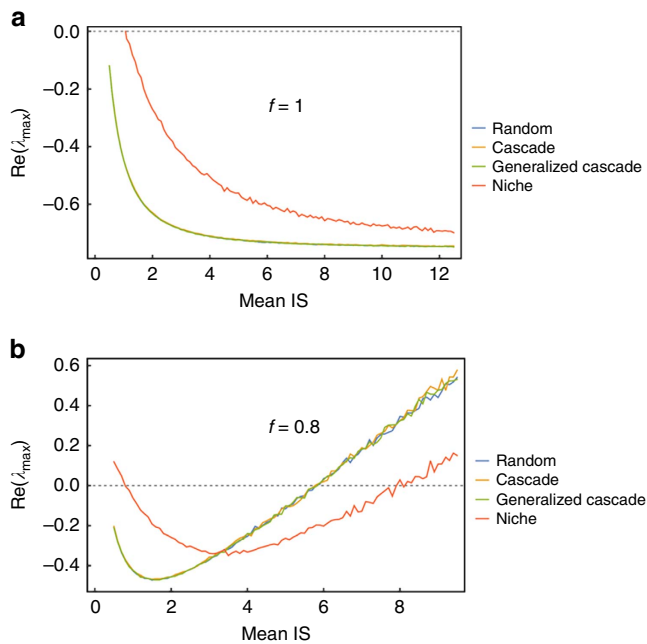 a
0.0
−0.2
−0.4
−0.6
Re(λmax)
f = 1
0 2 4 6 8 10 12
Mean IS
Random
Cascade
Generalized cascade
Niche
b
0.6
0.4
0.2
0.0
−0.2
−0.4
Re(λmax)
f = 0.8
0 2 4 6 8
Mean IS
Random
Cascade
Generalized cascade
Niche